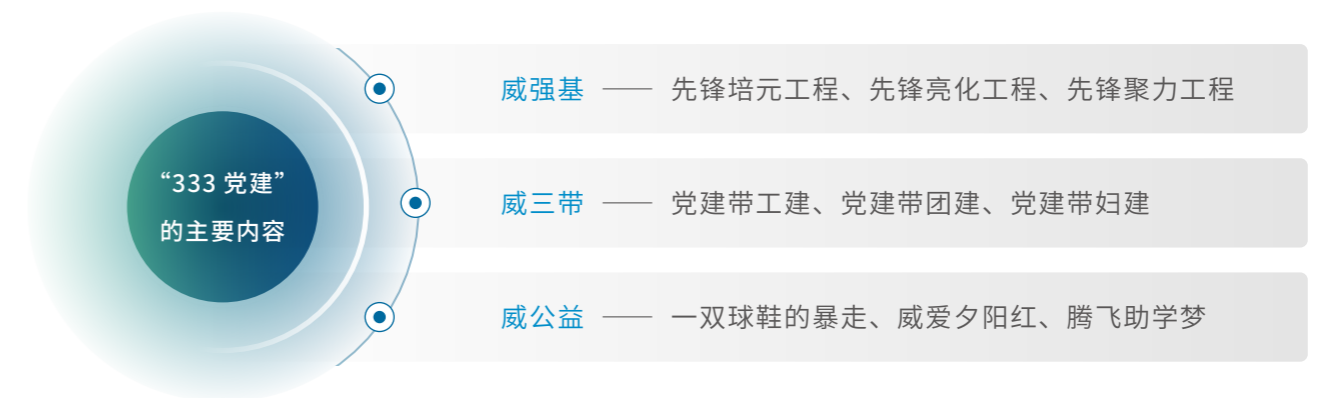 “333 党建”
的主要内容
威强基 —— 先锋培元工程、先锋亮化工程、先锋聚力工程
威三带 —— 党建带工建、党建带团建、党建带妇建
威公益 —— 一双球鞋的暴走、威爱夕阳红、腾飞助学梦